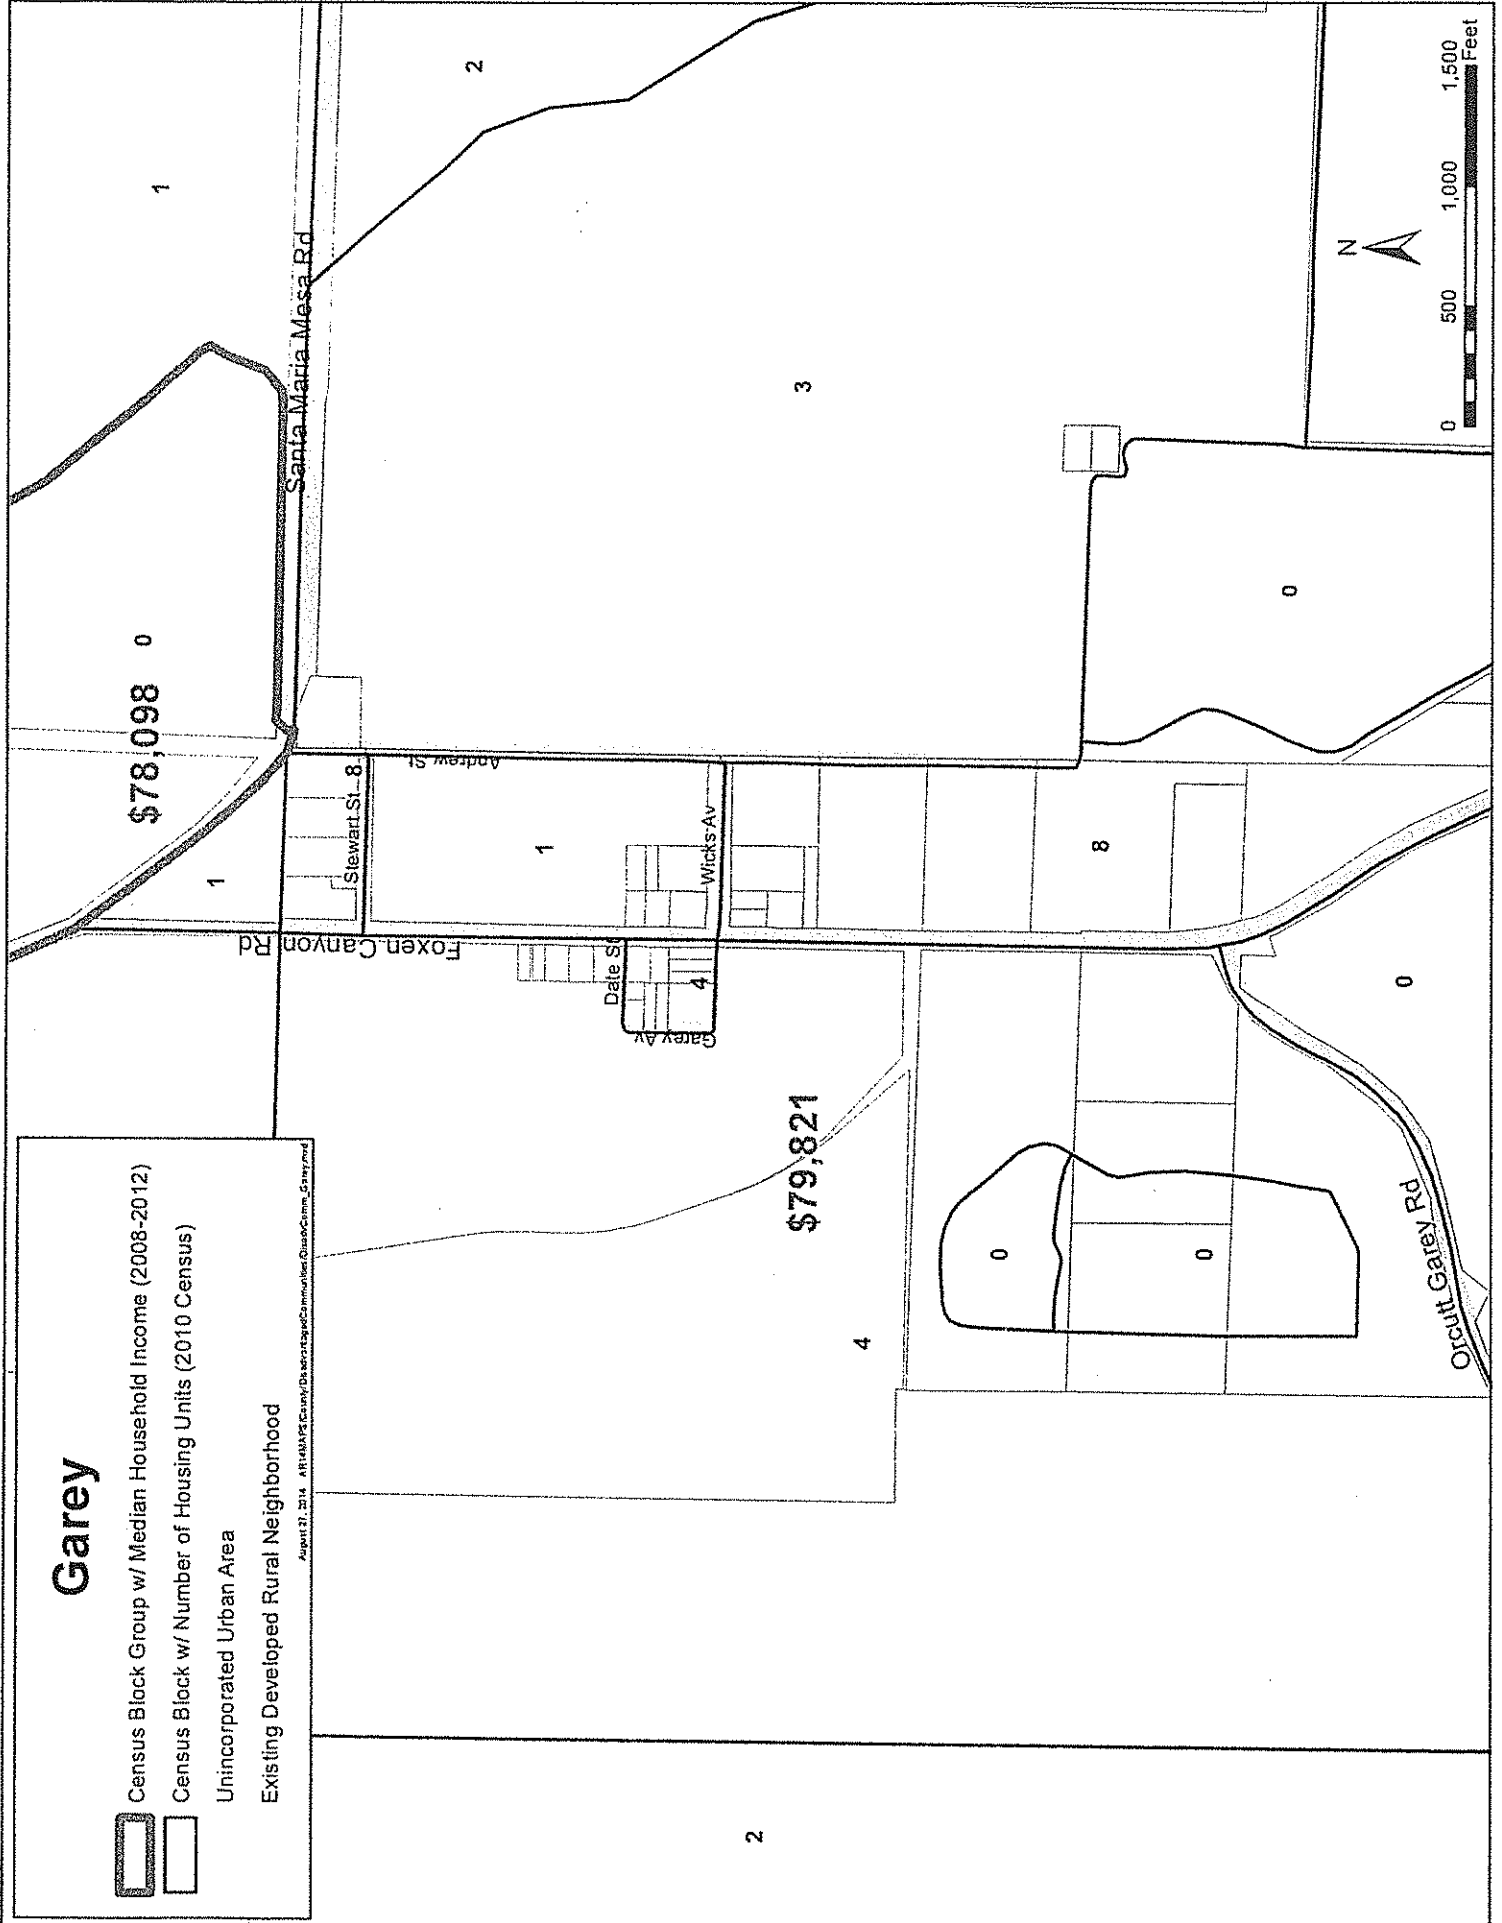 Garey
Census Block Group w/ Median Household Income (2008-2012)
Census Block w/ Number of Housing Units (2010 Census)
Unincorporated Urban Area
Existing Developed Rural Neighborhood
August 27, 2014
$78,098
0
1
Santa Maria Mesa Rd
2
1
Foxen Canyon Rd
Stewart St
8
Andrew St
1
Date St
Garey Av
4
Wicks Av
3
$79,821
4
2
8
0
0
0
0
Orcutt Garey Rd
N
0
500
1,000
1,500
Feet